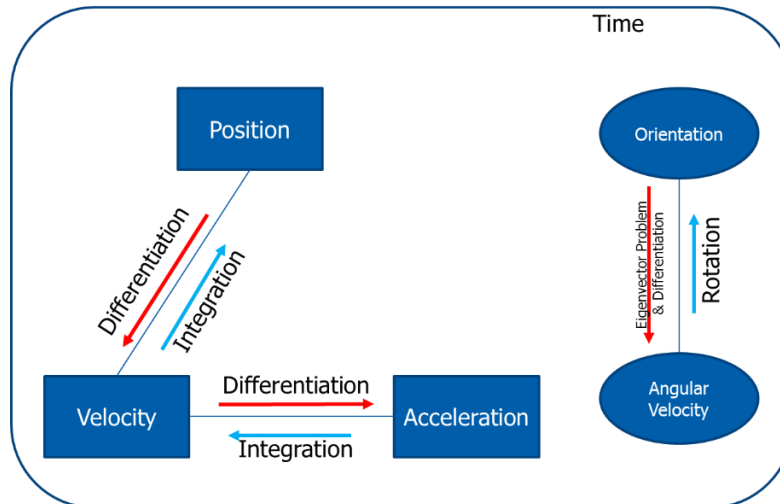 Time
Position
Orientation
Differentiation
Integration
Eigenvector Problem
& Differentiation
Rotation
Velocity
Differentiation
Integration
Acceleration
Angular
Velocity